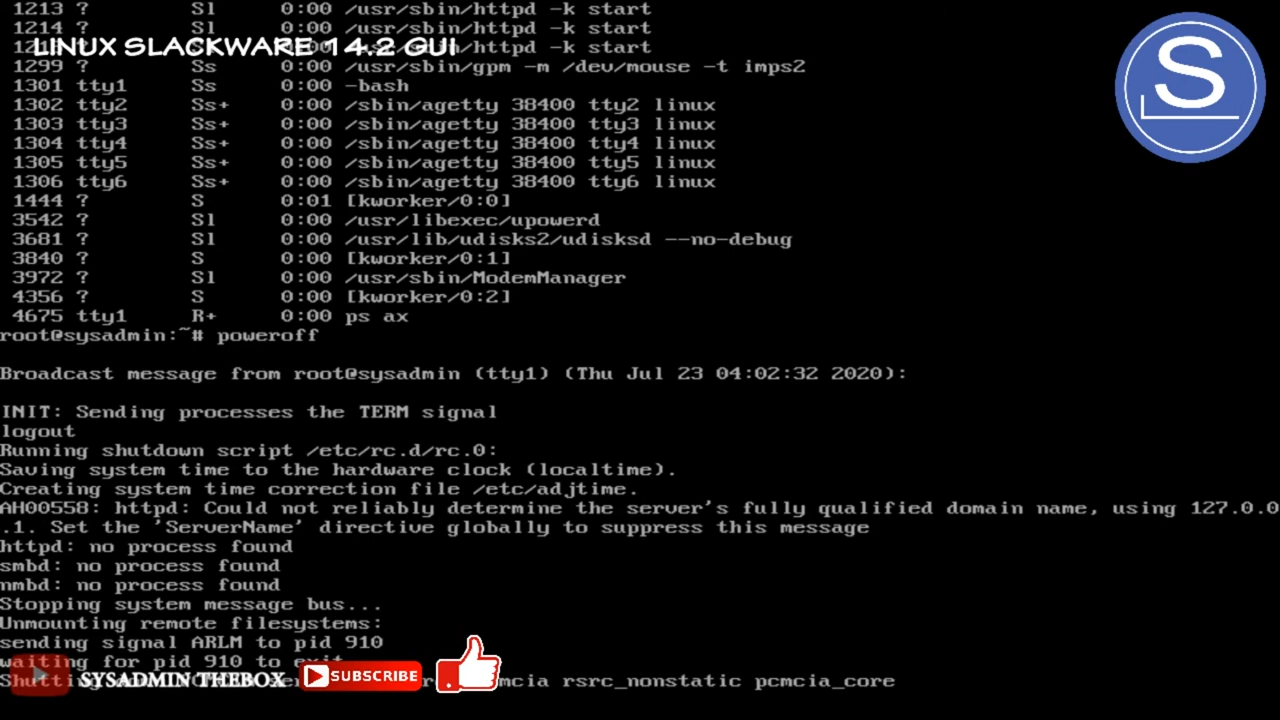 1213 ? Sl 0:00 /usr/sbin/httpd -k start
1214 ? Sl 0:00 /usr/sbin/httpd -k start
LINUX SLACKWARE 14.2 GUI
/usr/sbin/httpd -k start
1299 ? Ss 0:00 /usr/sbin/gpm -m /dev/mouse -t imps2
1301 tty1 Ss 0:00 -bash
1302 tty2 Ss+ 0:00 /sbin/agetty 38400 tty2 linux
1303 tty3 Ss+ 0:00 /sbin/agetty 38400 tty3 linux
1304 tty4 Ss+ 0:00 /sbin/agetty 38400 tty4 linux
1305 tty5 Ss+ 0:00 /sbin/agetty 38400 tty5 linux
1306 tty6 Ss+ 0:00 /sbin/agetty 38400 tty6 linux
1444 ? S 0:01 [kworker/0:0]
3542 ? Sl 0:00 /usr/libexec/upowerd
3681 ? Sl 0:00 /usr/lib/udisks2/udisksd --no-debug
3840 ? S 0:00 [kworker/0:1]
3972 ? Sl 0:00 /usr/sbin/ModemManager
4356 ? S 0:00 [kworker/0:2]
4675 tty1 R+ 0:00 ps ax
root@sysadmin:~# poweroff
Broadcast message from root@sysadmin (tty1) (Thu Jul 23 04:02:32 2020):
INIT: Sending processes the TERM signal
logout
Running shutdown script /etc/rc.d/rc.0:
Saving system time to the hardware clock (localtime).
Creating system time correction file /etc/adjtime.
AH00558: httpd: Could not reliably determine the server's fully qualified domain name, using 127.0.0
.1. Set the 'ServerName' directive globally to suppress this message
httpd: no process found
smbd: no process found
nmbd: no process found
Stopping system message bus...
Unmounting remote filesystems:
sending signal ARLM to pid 910
waiting for pid 910 to exit
SYSADMIN THEBOX
SUBSCRIBE
rsrc_nonstatic pcmcia_core
S